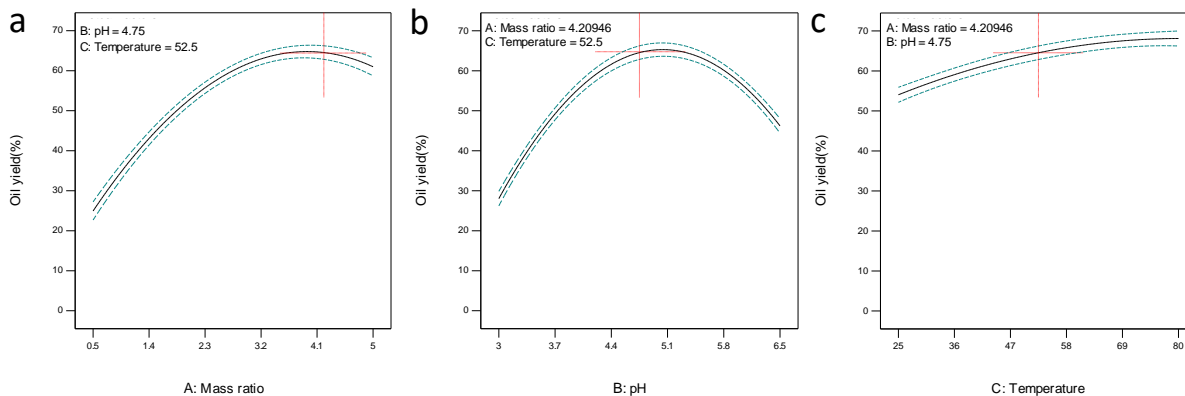 a
B: pH = 4.75
C: Temperature = 52.5
Oil yield(%)
70
60
50
40
30
20
10
0
0.5 1.4 2.3 3.2 4.1 5
A: Mass ratio
b
A: Mass ratio = 4.20946
C: Temperature = 52.5
Oil yield(%)
70
60
50
40
30
20
10
0
3 3.7 4.4 5.1 5.8 6.5
B: pH
c
A: Mass ratio = 4.20946
B: pH = 4.75
Oil yield(%)
70
60
50
40
30
20
10
0
25 36 47 58 69 80
C: Temperature